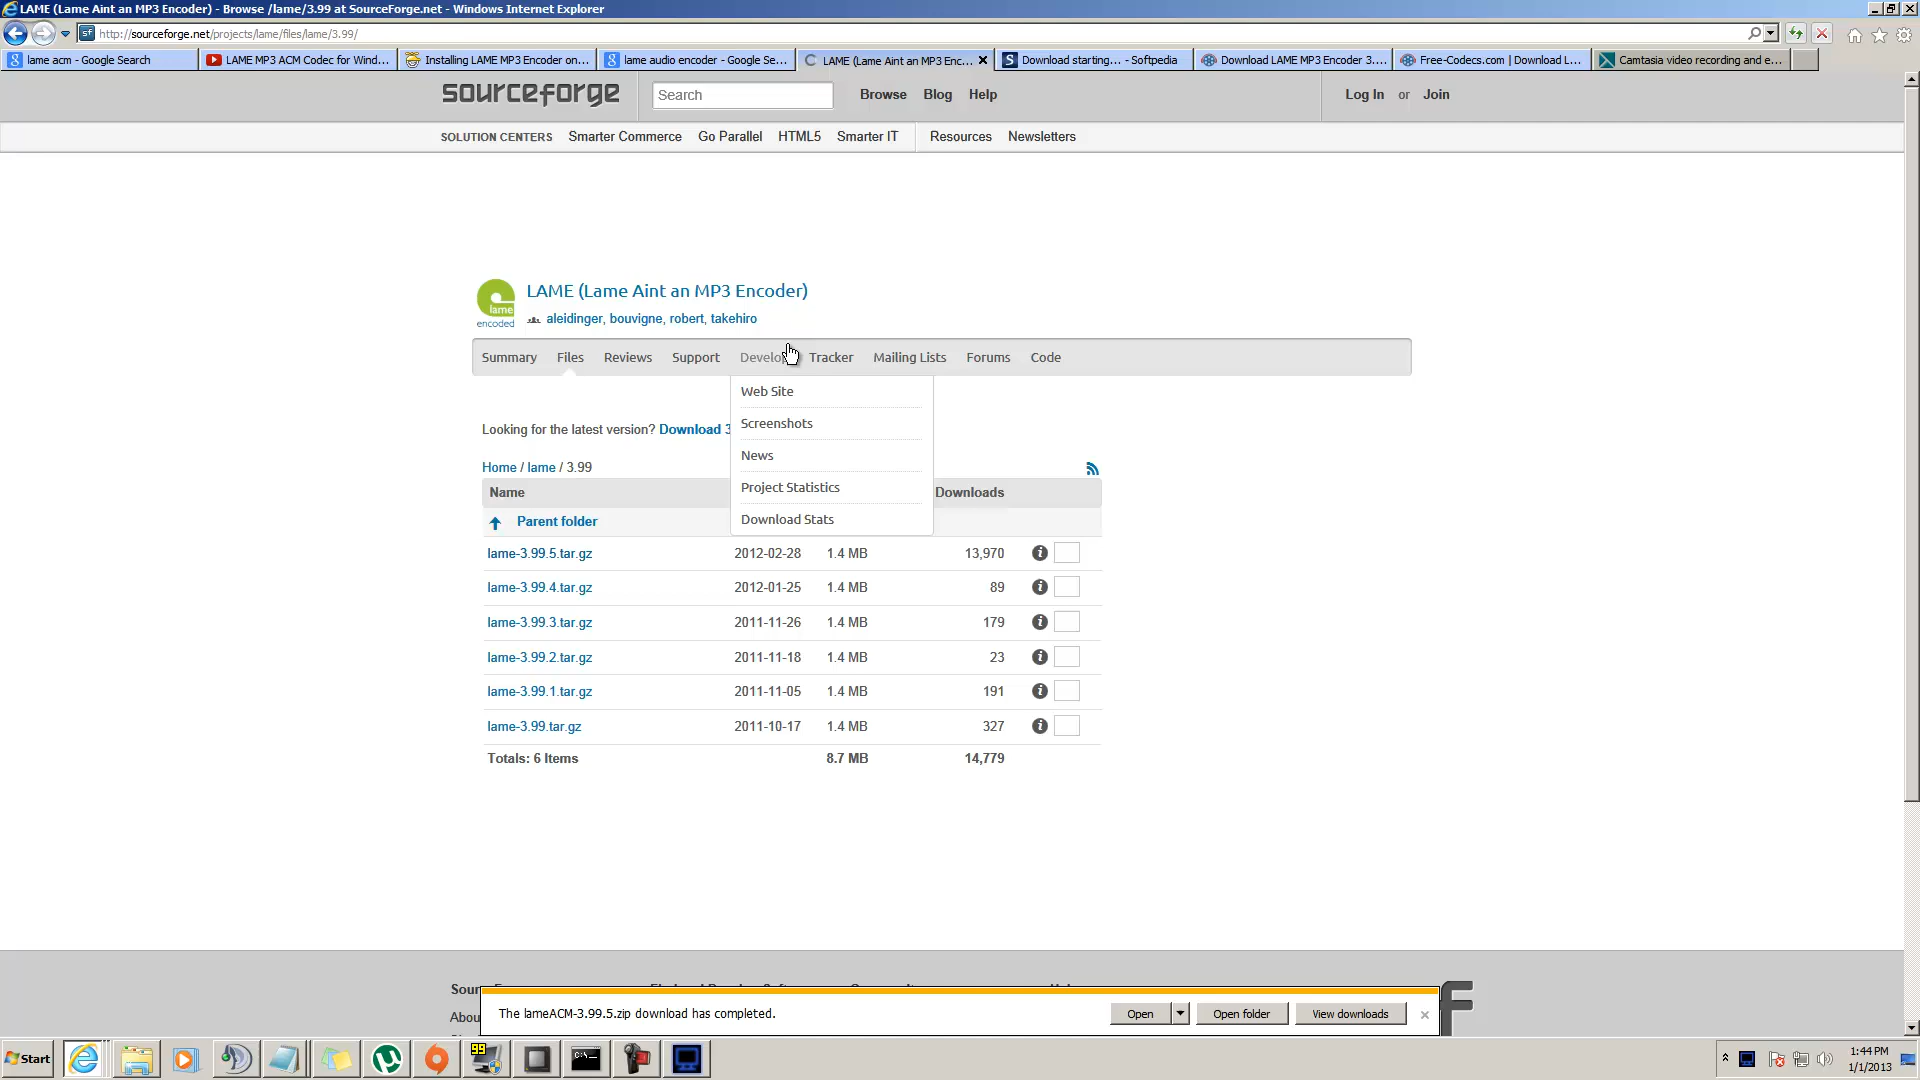 LAME (Lame Aint an MP3 Encoder) - Browse /lame/3.99 at SourceForge.net - Windows Internet Explorer
http://sourceforge.net/projects/lame/files/lame/3.99/
lame acm - Google Search
LAME MP3 ACM Codec for Wind...
Installing LAME MP3 Encoder on...
lame audio encoder - Google Se...
LAME (Lame Aint an MP3 Enc...
Download starting... - Softpedia
Download LAME MP3 Encoder 3....
Free-Codecs.com | Download L...
Camtasia video recording and e...
sourceforge
Search
Browse
Blog
Help
Log In or Join
SOLUTION CENTERS
Smarter Commerce
Go Parallel
HTML5
Smarter IT
Resources
Newsletters
lame
encoded
LAME (Lame Aint an MP3 Encoder)
aleidinger, bouvigne, robert, takehiro
Summary
Files
Reviews
Support
Develop
Tracker
Mailing Lists
Forums
Code
Web Site
Screenshots
News
Project Statistics
Download Stats
Looking for the latest version? Download 3
Home / lame / 3.99
Name
Downloads
Parent folder
lame-3.99.5.tar.gz 2012-02-28 1.4 MB 13,970
lame-3.99.4.tar.gz 2012-01-25 1.4 MB 89
lame-3.99.3.tar.gz 2011-11-26 1.4 MB 179
lame-3.99.2.tar.gz 2011-11-18 1.4 MB 23
lame-3.99.1.tar.gz 2011-11-05 1.4 MB 191
lame-3.99.tar.gz 2011-10-17 1.4 MB 327
Totals: 6 Items 8.7 MB 14,779
Sour
Abou
The lameACM-3.99.5.zip download has completed.
Open
Open folder
View downloads
Start
99
C:\_
1:44 PM
1/1/2013